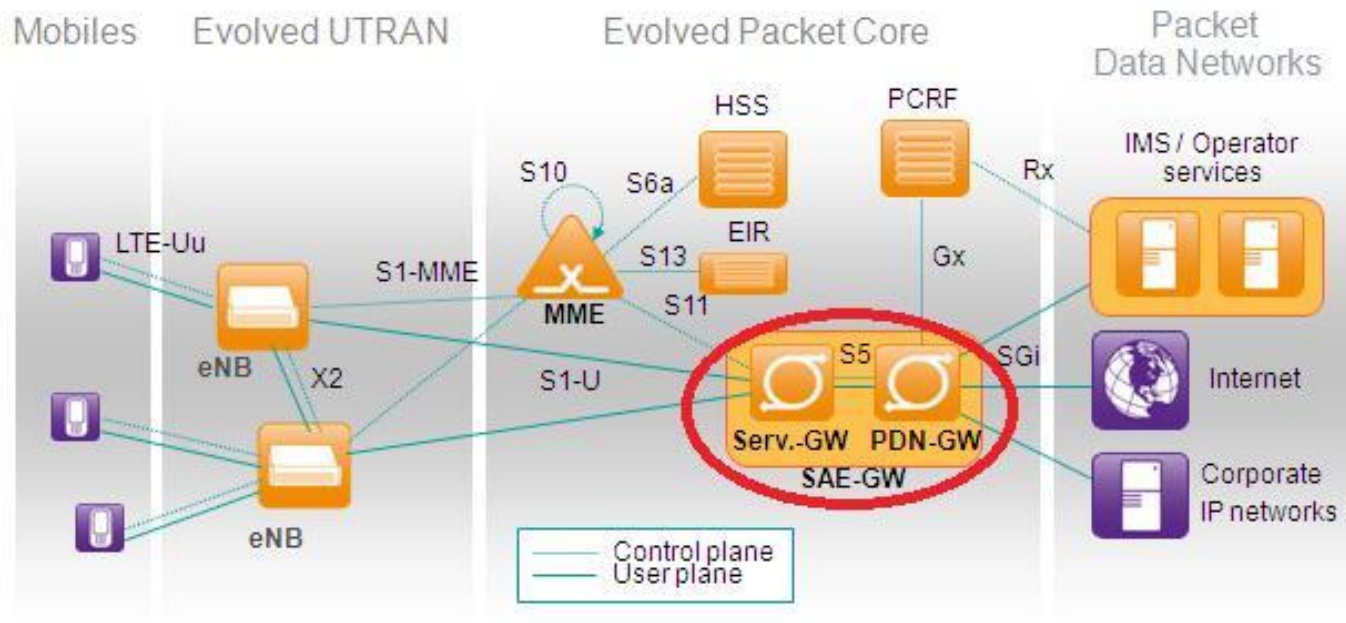 Mobiles
Evolved UTRAN
Evolved Packet Core
Packet
Data Networks
HSS
PCRF
IMS / Operator
services
S10
S6a
Rx
LTE-Uu
EIR
S1-MME
S13
Gx
MME
S11
eNB
X2
S1-U
S5
SGi
Internet
Serv.-GW
PDN-GW
SAE-GW
Corporate
IP networks
eNB
Control plane
User plane